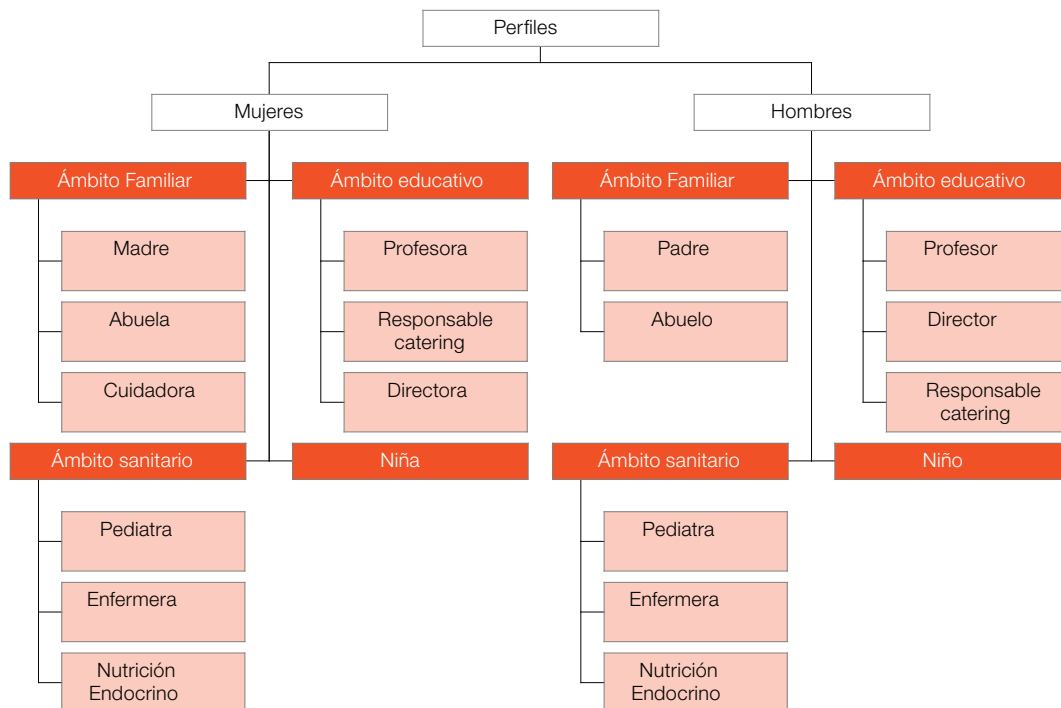 Perfiles
Mujeres
Hombres
Ámbito Familiar
Ámbito educativo
Ámbito Familiar
Ámbito educativo
Madre
Profesora
Padre
Profesor
Abuela
Responsable
catering
Abuelo
Director
Cuidadora
Directora
Responsable
catering
Ámbito sanitario
Niña
Ámbito sanitario
Niño
Pediatra
Pediatra
Enfermera
Enfermera
Nutrición
Endocrino
Nutrición
Endocrino